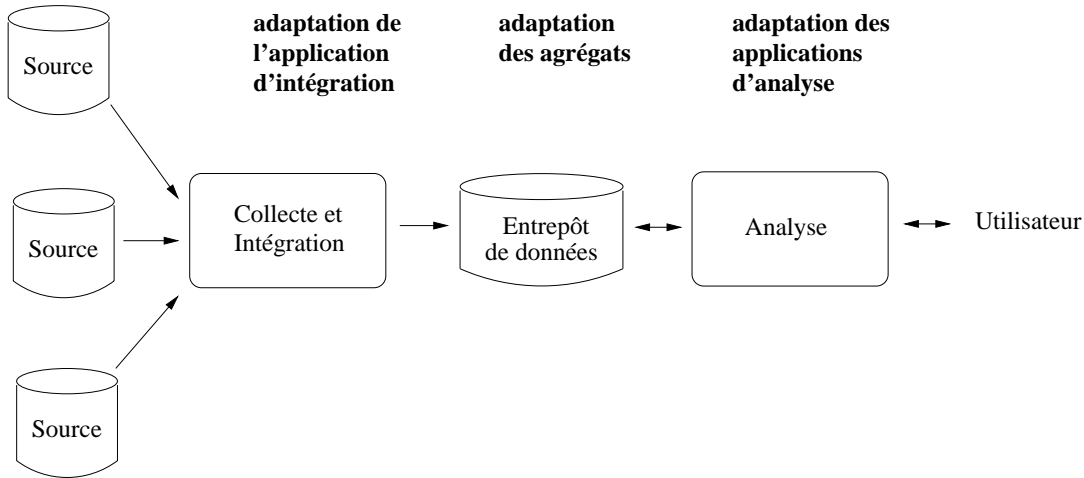 adaptation de
l’application
d’intégration
adaptation
des agrégats
adaptation des
applications
d’analyse
Source
Source
Source
Collecte et
Intégration
Entrepôt
de données
Analyse
Utilisateur